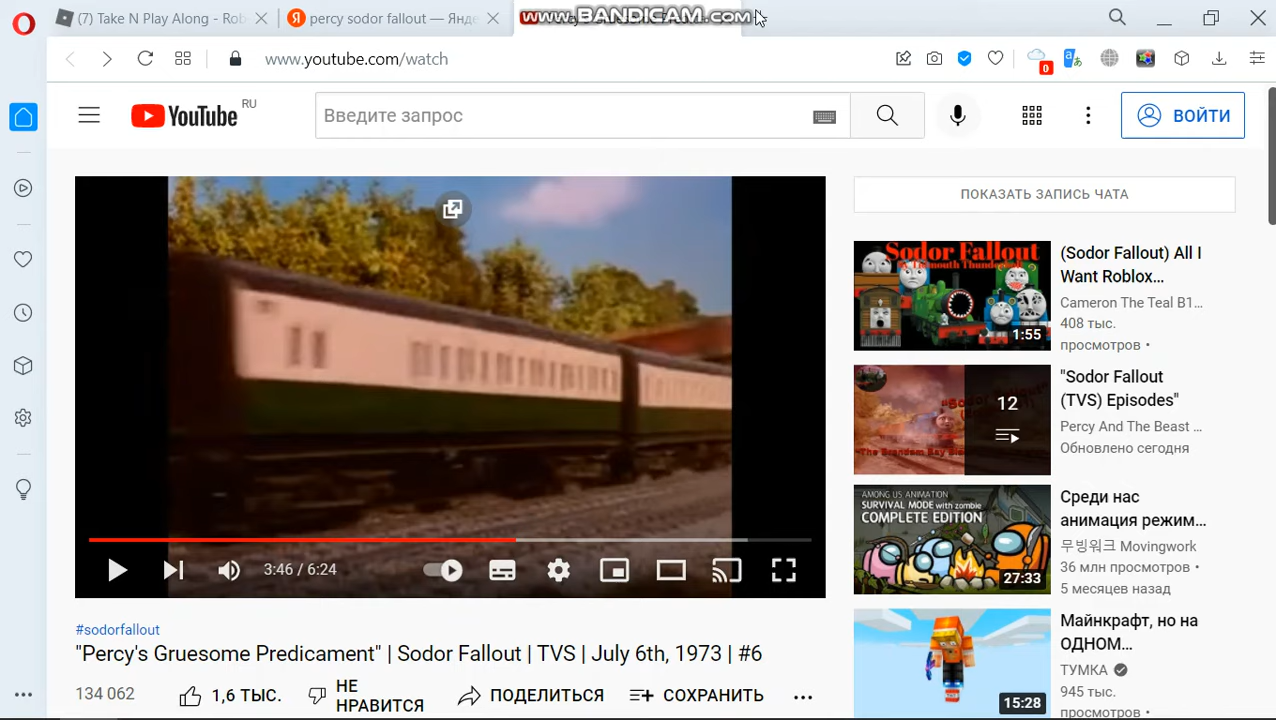 (7) Take N Play Along - Rob
percy sodor fallout — Янде
www.BANDICAM.com
www.youtube.com/watch
0
YouTube RU
Введите запрос
ВОЙТИ
ПОКАЗАТЬ ЗАПИСЬ ЧАТА
Sodor Fallout
1:55
(Sodor Fallout) All I
Want Roblox...
Cameron The Teal B1...
408 тыс.
просмотров •
12
"Sodor Fallout
(TVS) Episodes"
Percy And The Beast ...
Обновлено сегодня
AMONG US ANIMATION
SURVIVAL MODE with zombie
COMPLETE EDITION
27:33
Среди нас
анимация режим...
무빙워크 Movingwork
36 млн просмотров •
5 месяцев назад
15:28
Майнкрафт, но на
ОДНОМ...
ТУМКА
945 тыс.
просмотров •
3:46 / 6:24
#sodorfallout
"Percy's Gruesome Predicament" | Sodor Fallout | TVS | July 6th, 1973 | #6
134 062
1,6 ТЫС.
НЕ
НРАВИТСЯ
ПОДЕЛИТЬСЯ
СОХРАНИТЬ